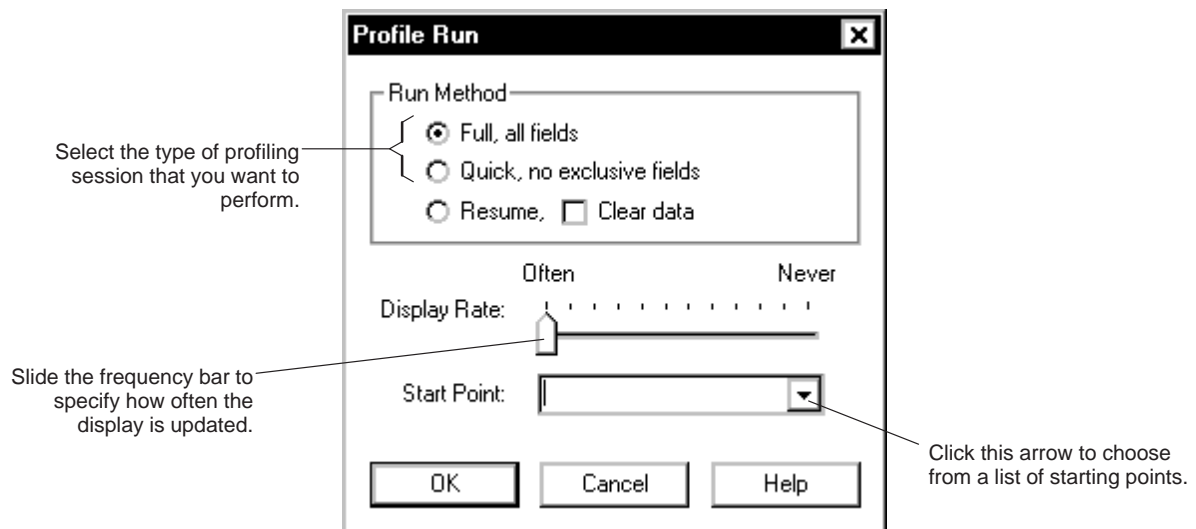 Profile Run
Run Method
Full, all fields
Quick, no exclusive fields
Resume, Clear data
Select the type of profiling
session that you want to
perform.
Often Never
Display Rate:
Slide the frequency bar to
specify how often the
display is updated.
Start Point:
Click this arrow to choose
from a list of starting points.
OK Cancel Help